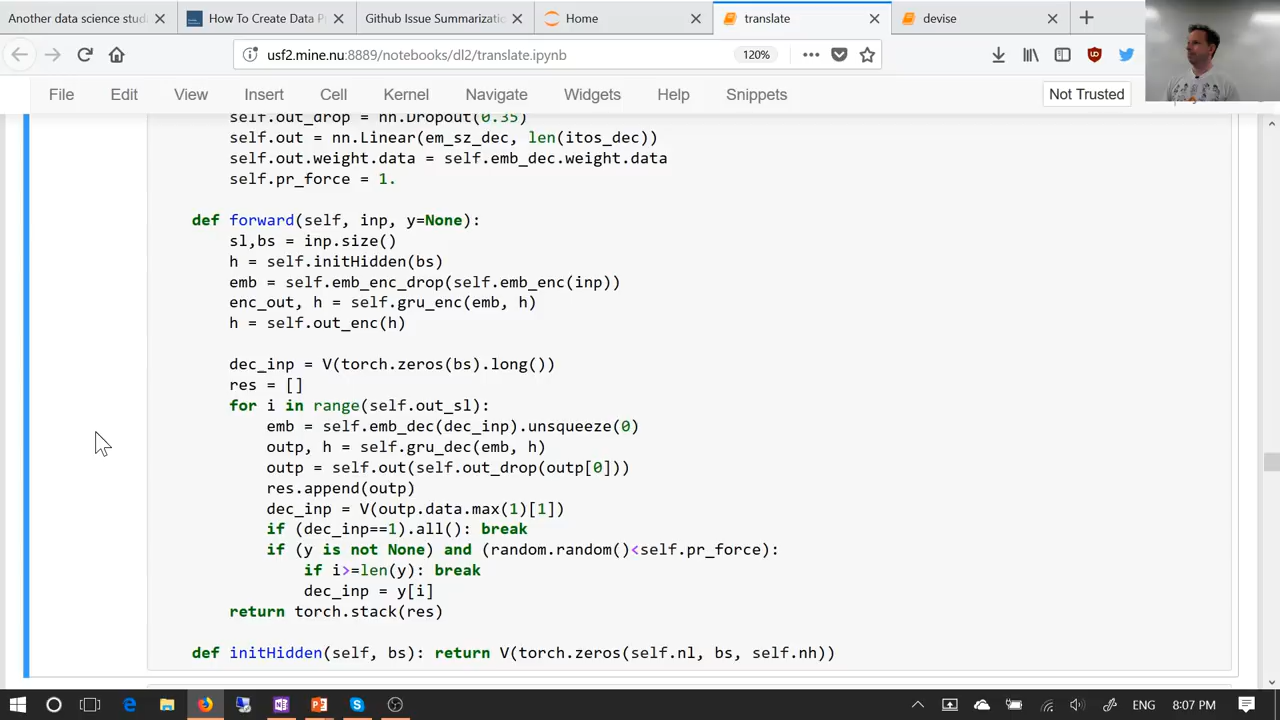 Another data science stud
How To Create Data P
Github Issue Summarizatio
Home
translate
devise
usf2.mine.nu:8889/notebooks/dl2/translate.ipynb
120%
File Edit View Insert Cell Kernel Navigate Widgets Help Snippets
Not Trusted
self.out_drop = nn.Dropout(0.35)
self.out = nn.Linear(em_sz_dec, len(itos_dec))
self.out.weight.data = self.emb_dec.weight.data
self.pr_force = 1.
def forward(self, inp, y=None):
sl,bs = inp.size()
h = self.initHidden(bs)
emb = self.emb_enc_drop(self.emb_enc(inp))
enc_out, h = self.gru_enc(emb, h)
h = self.out_enc(h)
dec_inp = V(torch.zeros(bs).long())
res = []
for i in range(self.out_sl):
emb = self.emb_dec(dec_inp).unsqueeze(0)
outp, h = self.gru_dec(emb, h)
outp = self.out(self.out_drop(outp[0]))
res.append(outp)
dec_inp = V(outp.data.max(1)[1])
if (dec_inp==1).all(): break
if (y is not None) and (random.random()<self.pr_force):
if i>=len(y): break
dec_inp = y[i]
return torch.stack(res)
def initHidden(self, bs): return V(torch.zeros(self.nl, bs, self.nh))
ENG
8:07 PM